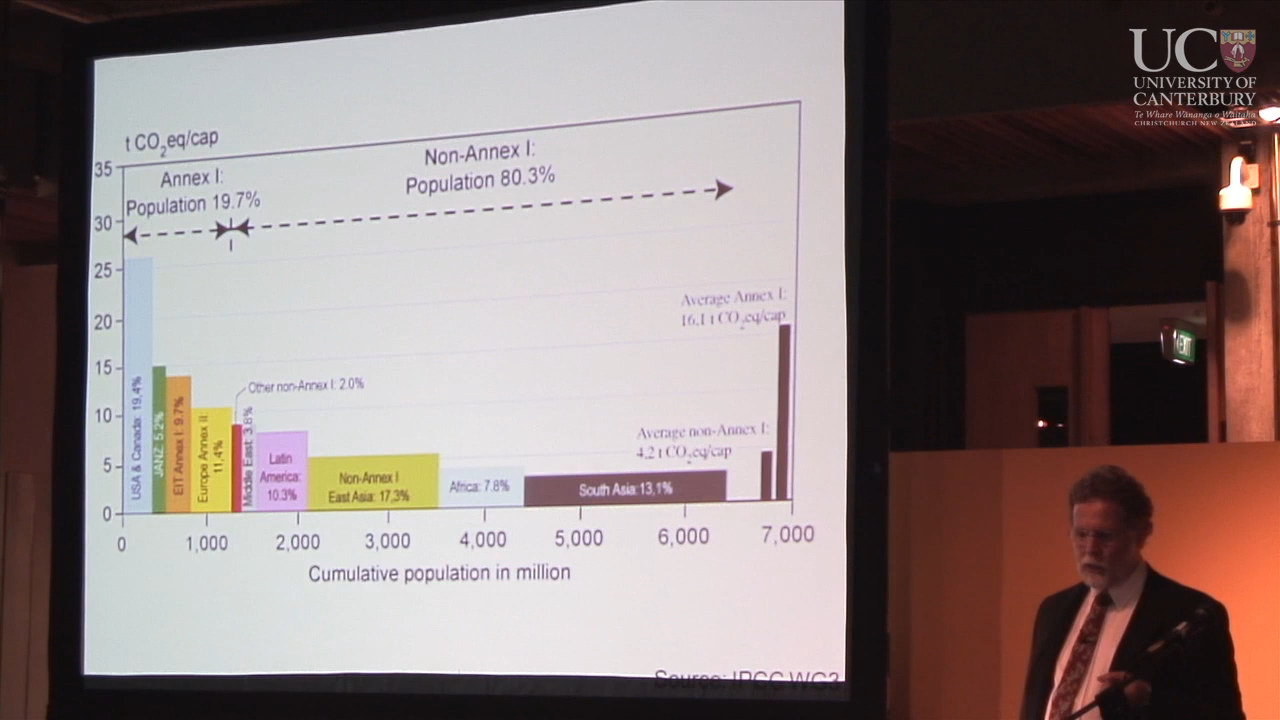 UC
UNIVERSITY OF
CANTERBURY
Te Whare Wānanga o Waitaha
CHRISTCHURCH NEW ZEALAND
t CO2eq/cap
35
30
25
20
15
10
5
0
Annex I:
Population 19.7%
Non-Annex I:
Population 80.3%
Average Annex I:
16,1 t CO2eq/cap
Other non-Annex I: 2.0%
Average non-Annex I:
4,2 t CO2eq/cap
USA & Canada: 19,4%
JANZ: 5 2%
EIT Annex I: 9.7%
Europe Annex II:
11,4%
Middle East: 3,8%
Latin
America:
10.3%
Non-Annex I
East Asia: 17,3%
Africa: 7.8%
South Asia:13,1%
0 1,000 2,000 3,000 4,000 5,000 6,000 7,000
Cumulative population in million
Source: IPCC WG3
EXIT